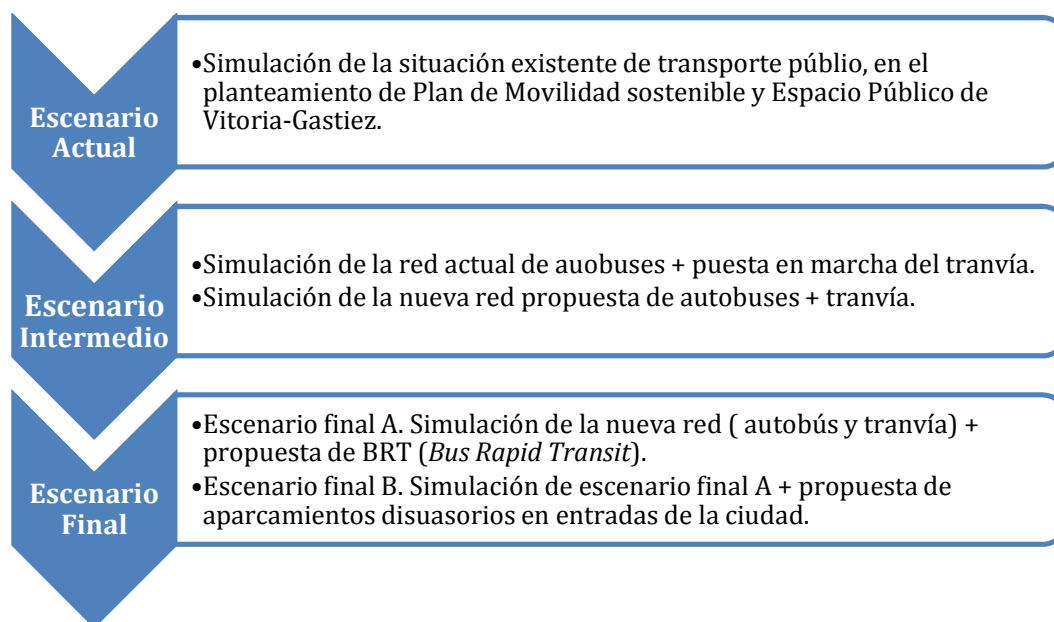 Escenario
Actual
•Simulación de la situación existente de transporte públio, en el
planteamiento de Plan de Movilidad sostenible y Espacio Público de
Vitoria-Gastiez.
Escenario
Intermedio
•Simulación de la red actual de auobuses + puesta en marcha del tranvía.
•Simulación de la nueva red propuesta de autobuses + tranvía.
Escenario
Final
•Escenario final A. Simulación de la nueva red ( autobús y tranvía) +
propuesta de BRT (Bus Rapid Transit).
•Escenario final B. Simulación de escenario final A + propuesta de
aparcamientos disuasorios en entradas de la ciudad.